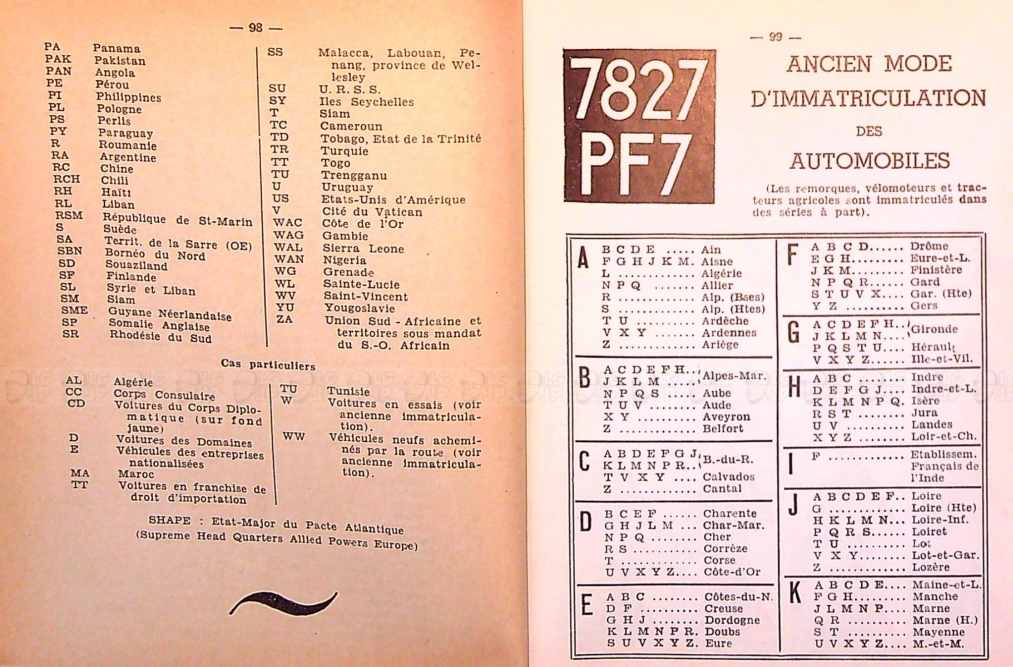 — 98 —
PA Panama
PAK Pakistan
PAN Angola
PE Pérou
PI Philippines
PL Pologne
PS Perlis
PY Paraguay
R Roumanie
RA Argentine
RC Chine
RCH Chili
RH Haïti
RL Liban
RSM République de St-Marin
S Suède
SA Territ. de la Sarre (OE)
SBN Bornéo du Nord
SD Souaziland
SF Finlande
SL Syrie et Liban
SM Siam
SME Guyane Néerlandaise
SP Somalie Anglaise
SR Rhodésie du Sud
SS Malacca, Labouan, Pe-
nang, province de Wel-
lesley
SU U. R. S. S.
SY Iles Seychelles
T Siam
TC Cameroun
TD Tobago, Etat de la Trinité
TR Turquie
TT Togo
TU Trengganu
U Uruguay
US Etats-Unis d'Amérique
V Cité du Vatican
WAC Côte de l'Or
WAG Gambie
WAL Sierra Leone
WAN Nigeria
WG Grenade
WL Sainte-Lucie
WV Saint-Vincent
YU Yougoslavie
ZA Union Sud - Africaine et
territoires sous mandat
du S.-O. Africain
Cas particuliers
AL Algérie
CC Corps Consulaire
CD Voitures du Corps Diplo-
matique (sur fond
jaune)
D Voitures des Domaines
E Véhicules des entreprises
nationalisées
MA Maroc
TT Voitures en franchise de
droit d'importation
TU Tunisie
W Voitures en essais (voir
ancienne immatricula-
tion).
WW Véhicules neufs achemi-
nés par la route (voir
ancienne immatricula-
tion).
SHAPE : Etat-Major du Pacte Atlantique
(Supreme Head Quarters Allied Powers Europe)
— 99 —
7827
PF7
ANCIEN MODE
D'IMMATRICULATION
DES
AUTOMOBILES
(Les remorques, vélomoteurs et trac-
teurs agricoles sont immatriculés dans
des séries à part).
A B C D E ..... Ain
F G H J K M. Aisne
L .......... Algérie
N P Q ....... Allier
R .......... Alp. (Bses)
S .......... Alp. (Htes)
T U ......... Ardèche
V X Y ....... Ardennes
Z .......... Ariège
B A C D E F H..
J K L M ..... Alpes-Mar.
N P Q S ..... Aube
T U V ....... Aude
X Y ......... Aveyron
Z .......... Belfort
C A B D E F G J
K L M N P R.. B.-du-R.
T V X Y .... Calvados
Z .......... Cantal
D B C E F ..... Charente
G H J L M ... Char-Mar.
N P Q ....... Cher
R S ......... Corrèze
T .......... Corse
U V X Y Z.... Côte-d'Or
E A B C ....... Côtes-du-N.
D F ......... Creuse
G H J ....... Dordogne
K L M N P R. Doubs
S U V X Y Z. Eure
F A B C D...... Drôme
E G H........ Eure-et-L.
J K M........ Finistère
N P Q R...... Gard
S T U V X.... Gar. (Hte)
Y Z ......... Gers
G A C D E F H..
J K L M N.... Gironde
P Q S T U.... Hérault
V X Y Z...... Ille-et-Vil.
H A B C ....... Indre
D E F G J.... Indre-et-L.
K L M N P Q. Isère
R S T ....... Jura
U V ......... Landes
X Y Z ....... Loir-et-Ch.
I F .......... Etablissem.
Français de
l'Inde
J A B C D E F.. Loire
G .......... Loire (Hte)
H K L M N... Loire-Inf.
P Q R S...... Loiret
T U ......... Lot
V X Y ....... Lot-et-Gar.
Z .......... Lozère
K A B C D E.... Maine-et-L.
F G H........ Manche
J L M N P.... Marne
Q R ......... Marne (H.)
S T ......... Mayenne
U V X Y Z.... M.-et-M.